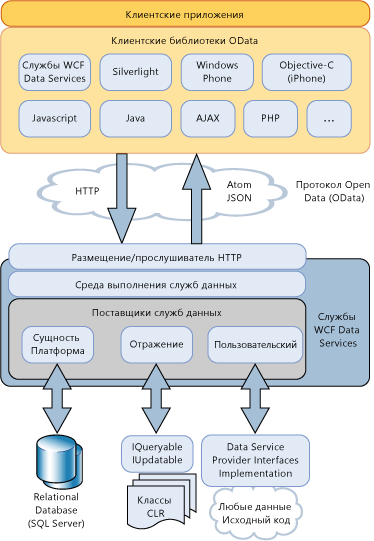 Клиентские приложения
Клиентские библиотеки OData
Службы WCF
Data Services
Silverlight
Windows
Phone
Objective-C
(iPhone)
Javascript
Java
AJAX
PHP
...
HTTP
Atom
JSON
Протокол Open
Data (OData)
Размещение/прослушиватель HTTP
Среда выполнения служб данных
Поставщики служб данных
Сущность
Платформа
Отражение
Пользовательский
Службы
WCF Data
Services
Relational
Database
(SQL Server)
IQueryable
IUpdatable
Классы
CLR
Data Service
Provider Interfaces
Implementation
Любые данные
Исходный код